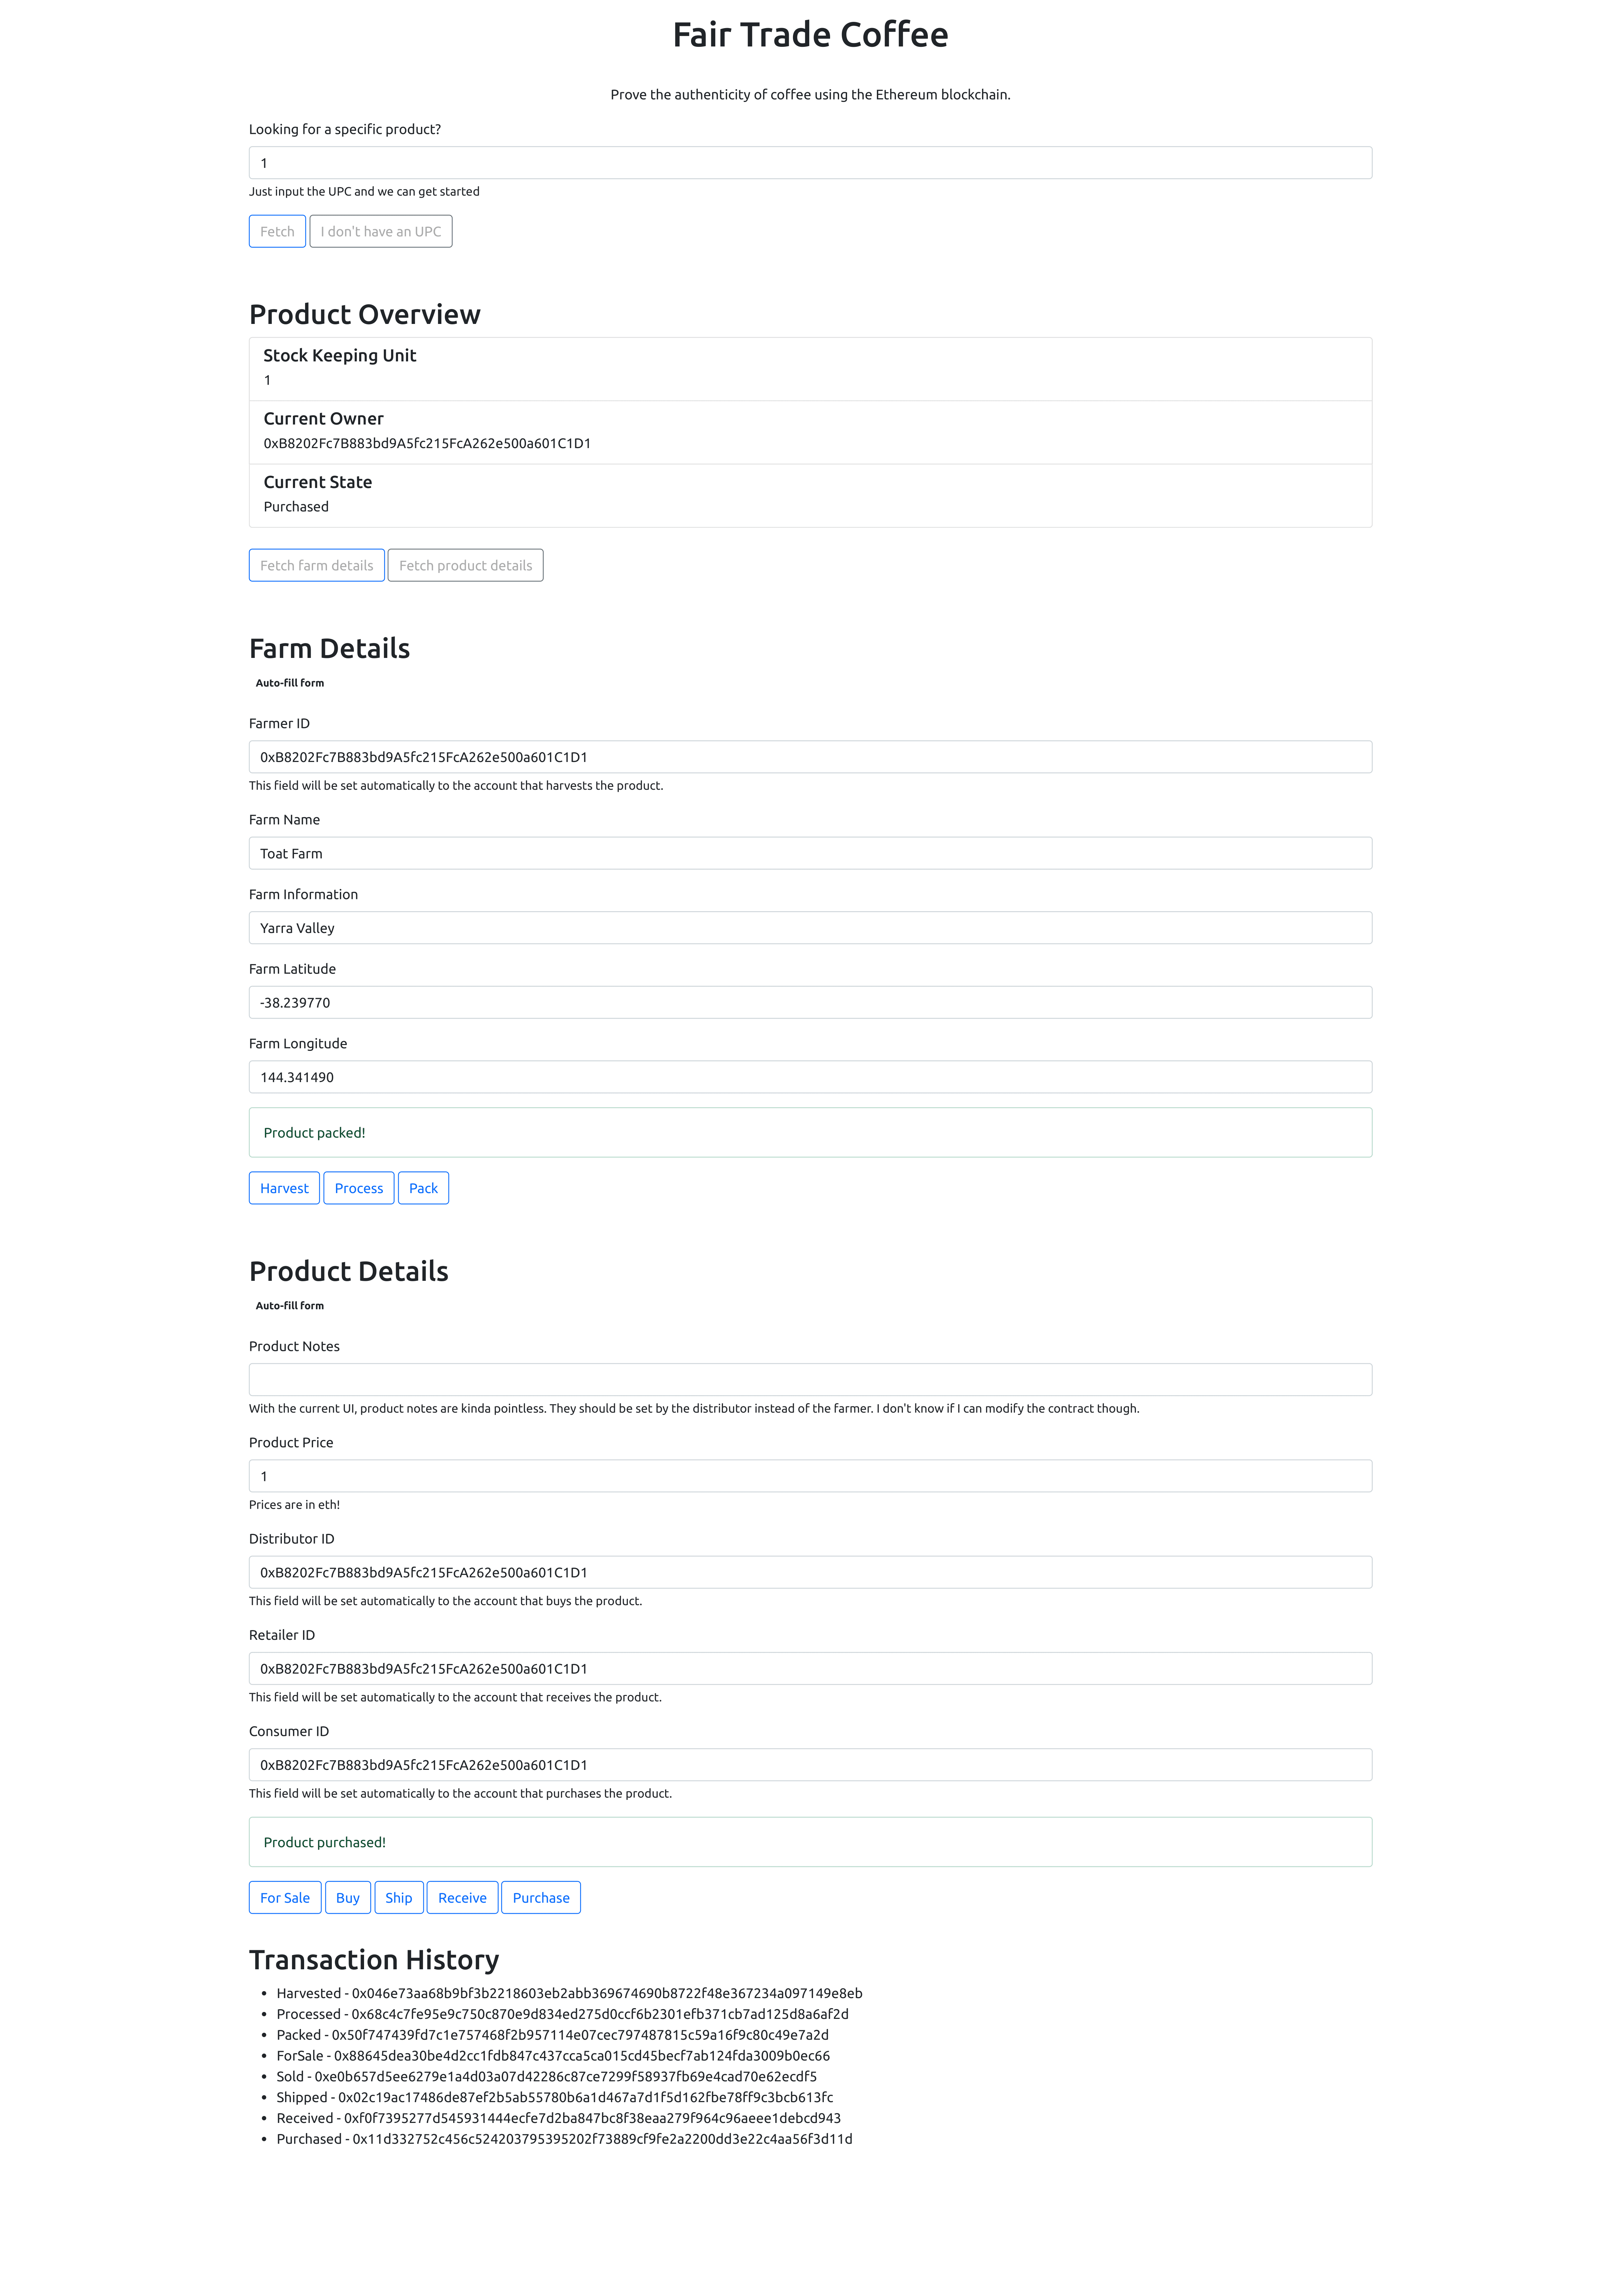 Fair Trade Coffee
Prove the authenticity of coffee using the Ethereum blockchain.
Looking for a specific product?
1
Just input the UPC and we can get started
Fetch
I don't have an UPC
Product Overview
Stock Keeping Unit
1
Current Owner
0xB8202Fc7B883bd9A5fc215FcA262e500a601C1D1
Current State
Purchased
Fetch farm details
Fetch product details
Farm Details
Auto-fill form
Farmer ID
0xB8202Fc7B883bd9A5fc215FcA262e500a601C1D1
This field will be set automatically to the account that harvests the product.
Farm Name
Toat Farm
Farm Information
Yarra Valley
Farm Latitude
-38.239770
Farm Longitude
144.341490
Product packed!
Harvest
Process
Pack
Product Details
Auto-fill form
Product Notes
With the current UI, product notes are kinda pointless. They should be set by the distributor instead of the farmer. I don't know if I can modify the contract though.
Product Price
1
Prices are in eth!
Distributor ID
0xB8202Fc7B883bd9A5fc215FcA262e500a601C1D1
This field will be set automatically to the account that buys the product.
Retailer ID
0xB8202Fc7B883bd9A5fc215FcA262e500a601C1D1
This field will be set automatically to the account that receives the product.
Consumer ID
0xB8202Fc7B883bd9A5fc215FcA262e500a601C1D1
This field will be set automatically to the account that purchases the product.
Product purchased!
For Sale
Buy
Ship
Receive
Purchase
Transaction History
• Harvested - 0x046e73aa68b9bf3b2218603eb2abb369674690b8722f48e367234a097149e8eb
• Processed - 0x68c4c7fe95e9c750c870e9d834ed275d0ccf6b2301efb371cb7ad125d8a6af2d
• Packed - 0x50f747439fd7c1e757468f2b957114e07cec797487815c59a16f9c80c49e7a2d
• ForSale - 0x88645dea30be4d2cc1fdb847c437cca5ca015cd45becf7ab124fda3009b0ec66
• Sold - 0xe0b657d5ee6279e1a4d03a07d42286c87ce7299f58937fb69e4cad70e62ecdf5
• Shipped - 0x02c19ac17486de87ef2b5ab55780b6a1d467a7d1f5d162fbe78ff9c3bcb613fc
• Received - 0xf0f7395277d545931444ecfe7d2ba847bc8f38eaa279f964c96aeee1debcd943
• Purchased - 0x11d332752c456c524203795395202f73889cf9fe2a2200dd3e22c4aa56f3d11d